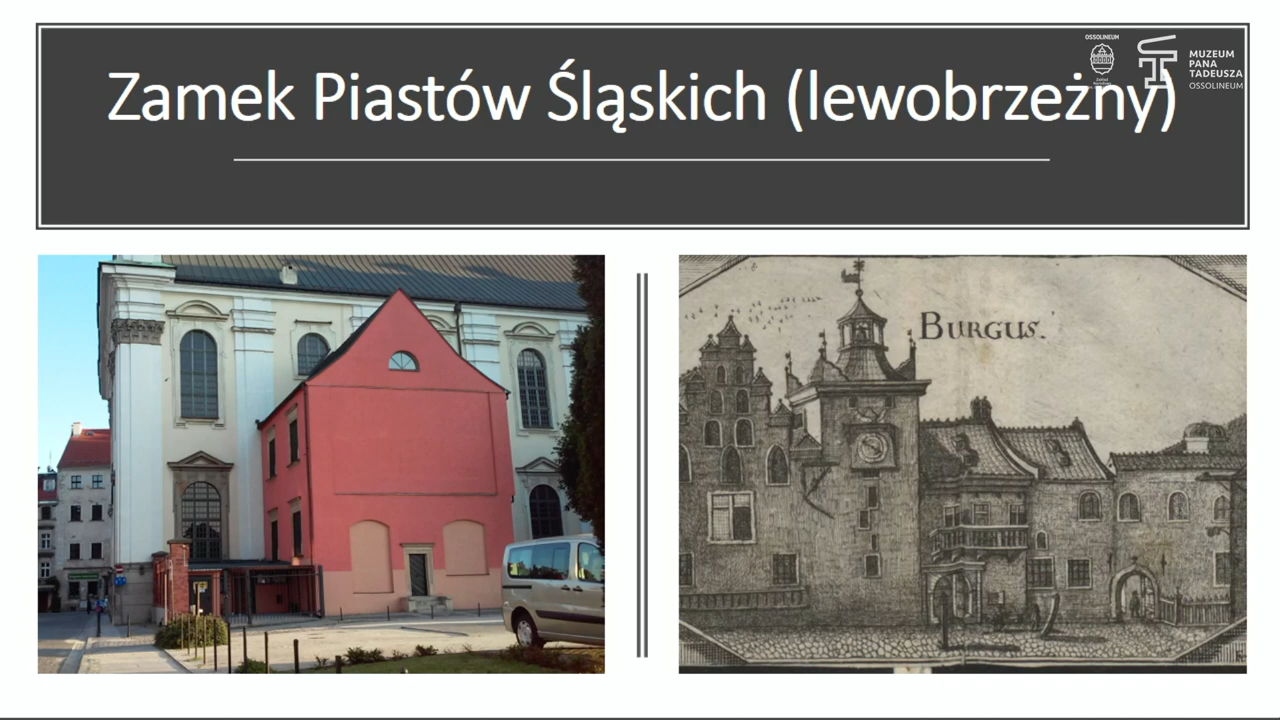 Zamek Piastów Śląskich (lewobrzeżny)
OSSOLINEUM
MUZEUM
PANA
TADEUSZA
OSSOLINEUM
BURGUS.